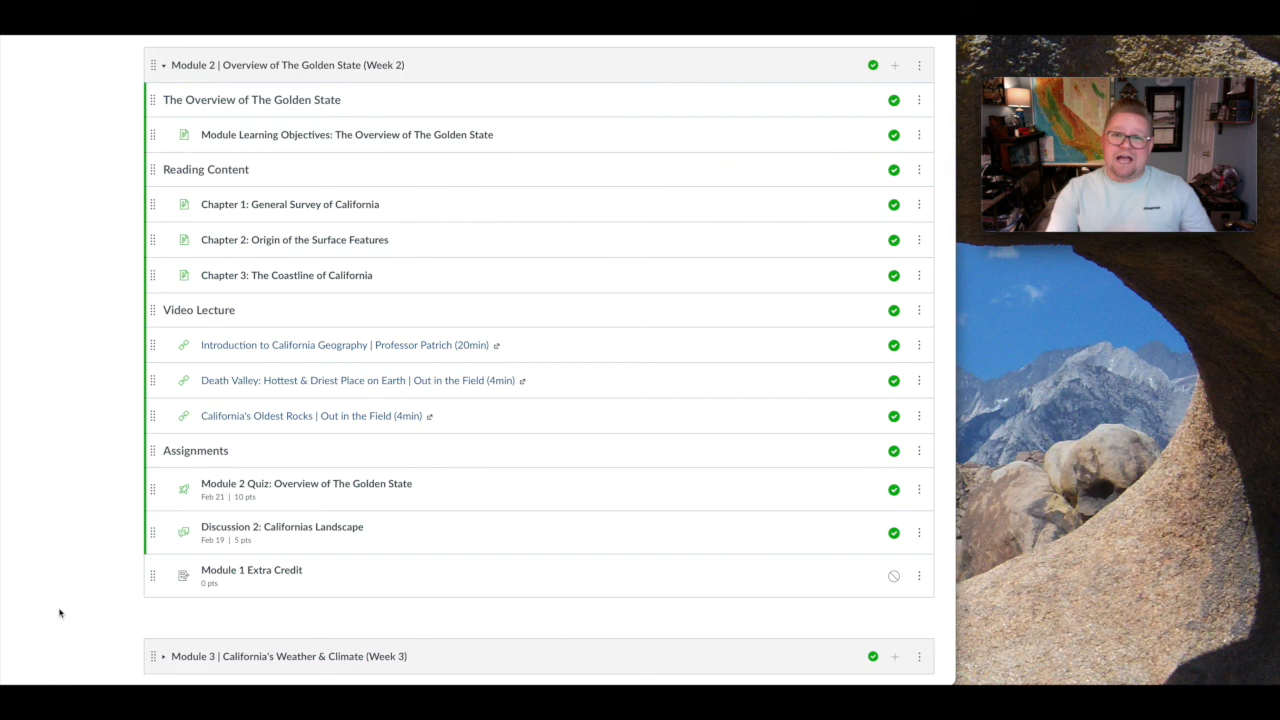 Module 2 | Overview of The Golden State (Week 2)
The Overview of The Golden State
Module Learning Objectives: The Overview of The Golden State
Reading Content
Chapter 1: General Survey of California
Chapter 2: Origin of the Surface Features
Chapter 3: The Coastline of California
Video Lecture
Introduction to California Geography | Professor Patrich (20min)
Death Valley: Hottest & Driest Place on Earth | Out in the Field (4min)
California's Oldest Rocks | Out in the Field (4min)
Assignments
Module 2 Quiz: Overview of The Golden State
Feb 21 | 10 pts
Discussion 2: Californias Landscape
Feb 19 | 5 pts
Module 1 Extra Credit
0 pts
Module 3 | California's Weather & Climate (Week 3)